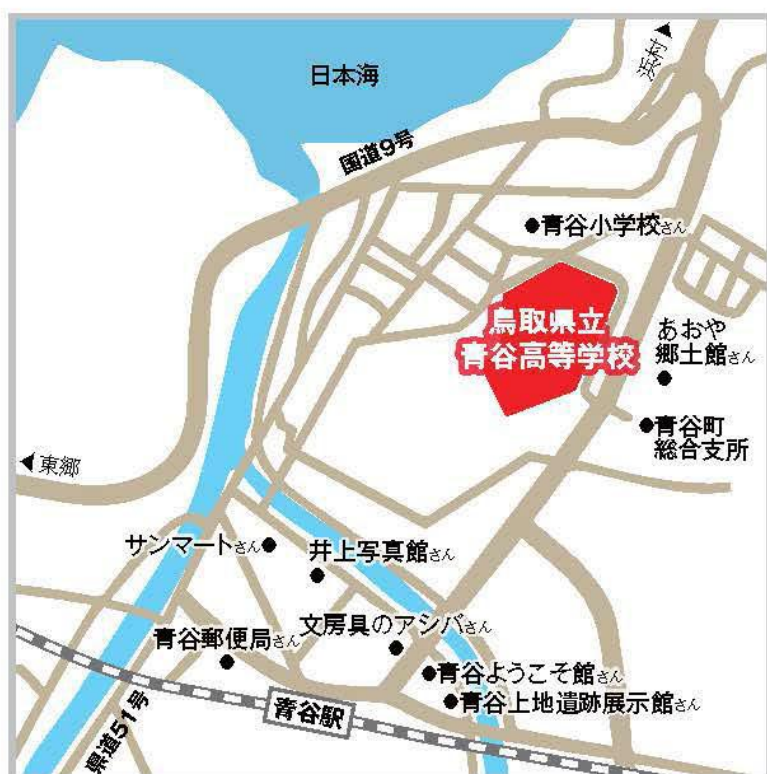 日本海
浜村
国道9号
青谷小学校さん
鳥取県立
青谷高等学校
あおや
郷土館さん
青谷町
総合支所
東郷
サンマートさん
井上写真館さん
文房具のアシバさん
青谷郵便局さん
青谷ようこそ館さん
青谷上地遺跡展示館さん
青谷駅
県道51号